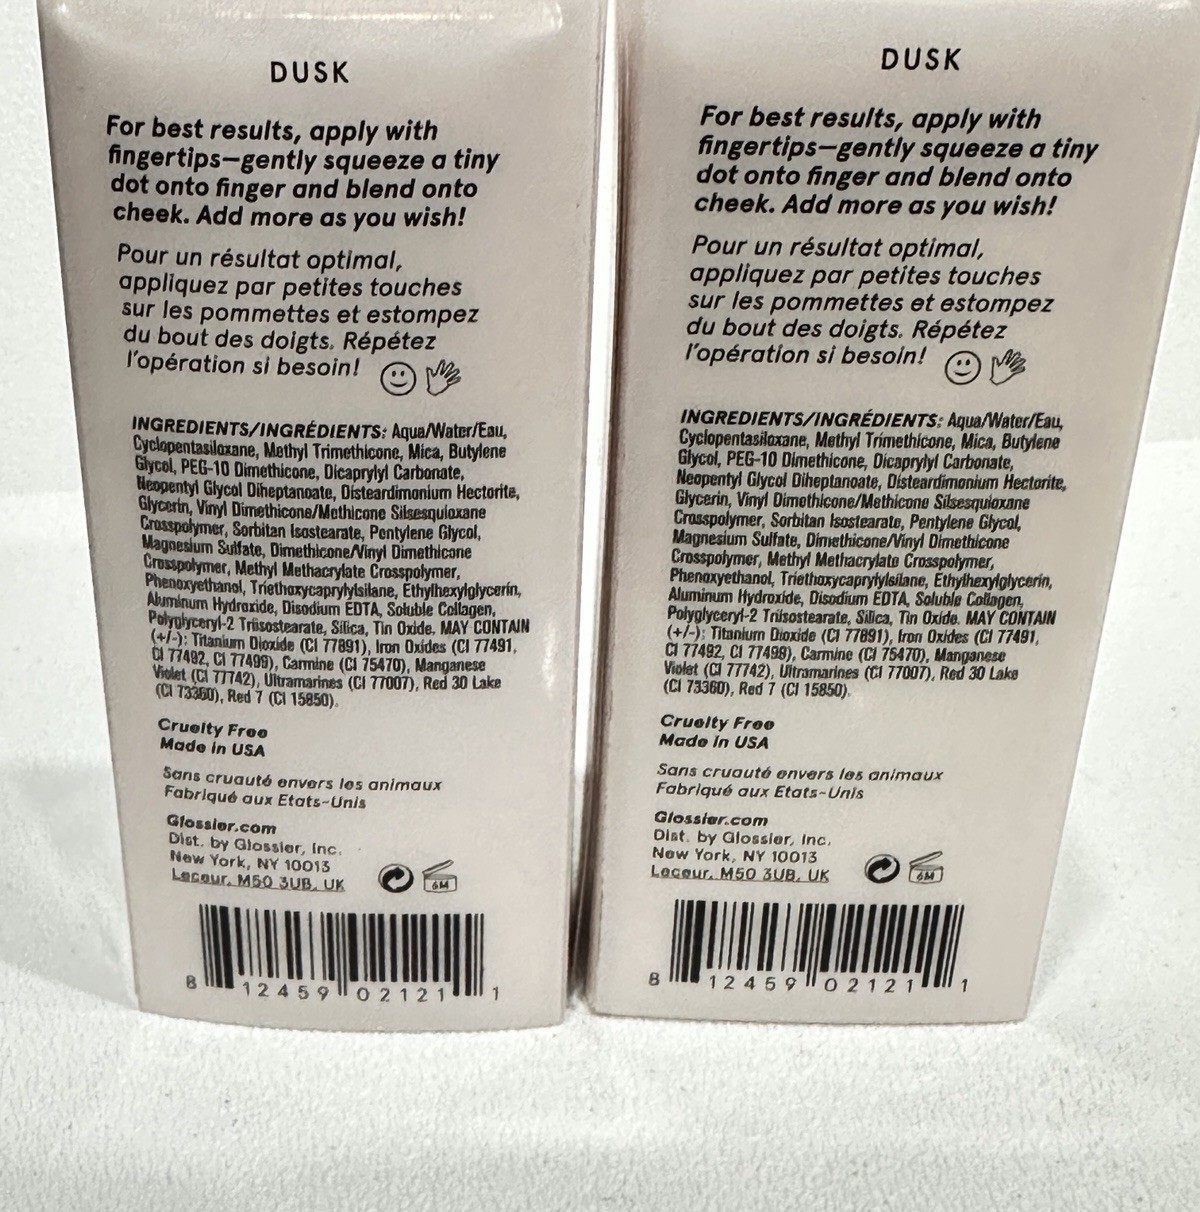 DUSK
For best results, apply with
fingertips—gently squeeze a tiny
dot onto finger and blend onto
cheek. Add more as you wish!
Pour un résultat optimal,
appliquez par petites touches
sur les pommettes et estompez
du bout des doigts. Répétez
l'opération si besoin!
INGREDIENTS/INGRÉDIENTS: Aqua/Water/Eau,
Cyclopentasiloxane, Methyl Trimethicone, Mica, Butylene
Glycol, PEG-10 Dimethicone, Dicaprylyl Carbonate,
Neopentyl Glycol Diheptanoate, Disteardimonium Hectorite,
Glycerin, Vinyl Dimethicone/Methicone Silsesquioxane
Crosspolymer, Sorbitan Isostearate, Pentylene Glycol,
Magnesium Sulfate, Dimethicone/Vinyl Dimethicone
Crosspolymer, Methyl Methacrylate Crosspolymer,
Phenoxyethanol, Triethoxycaprylylsilane, Ethylhexylglycerin,
Aluminum Hydroxide, Disodium EDTA, Soluble Collagen,
Polyglyceryl-2 Triisostearate, Silica, Tin Oxide. MAY CONTAIN
(+/-): Titanium Dioxide (CI 77891), Iron Oxides (CI 77491,
CI 77492, CI 77499), Carmine (CI 75470), Manganese
Violet (CI 77742), Ultramarines (CI 77007), Red 30 Lake
(CI 73360), Red 7 (CI 15850).
Cruelty Free
Made in USA
Sans cruauté envers les animaux
Fabriqué aux Etats-Unis
Glossier.com
Dist. by Glossier, Inc.
New York, NY 10013
Laceur, M50 3UB, UK
6M
8 12459 02121 1
DUSK
For best results, apply with
fingertips—gently squeeze a tiny
dot onto finger and blend onto
cheek. Add more as you wish!
Pour un résultat optimal,
appliquez par petites touches
sur les pommettes et estompez
du bout des doigts. Répétez
l'opération si besoin!
INGREDIENTS/INGRÉDIENTS: Aqua/Water/Eau,
Cyclopentasiloxane, Methyl Trimethicone, Mica, Butylene
Glycol, PEG-10 Dimethicone, Dicaprylyl Carbonate,
Neopentyl Glycol Diheptanoate, Disteardimonium Hectorite,
Glycerin, Vinyl Dimethicone/Methicone Silsesquioxane
Crosspolymer, Sorbitan Isostearate, Pentylene Glycol,
Magnesium Sulfate, Dimethicone/Vinyl Dimethicone
Crosspolymer, Methyl Methacrylate Crosspolymer,
Phenoxyethanol, Triethoxycaprylylsilane, Ethylhexylglycerin,
Aluminum Hydroxide, Disodium EDTA, Soluble Collagen,
Polyglyceryl-2 Triisostearate, Silica, Tin Oxide. MAY CONTAIN
(+/-): Titanium Dioxide (CI 77891), Iron Oxides (CI 77491,
CI 77492, CI 77499), Carmine (CI 75470), Manganese
Violet (CI 77742), Ultramarines (CI 77007), Red 30 Lake
(CI 73360), Red 7 (CI 15850).
Cruelty Free
Made in USA
Sans cruauté envers les animaux
Fabriqué aux Etats-Unis
Glossier.com
Dist. by Glossier, Inc.
New York, NY 10013
Laceur, M50 3UB, UK
6M
8 12459 02121 1